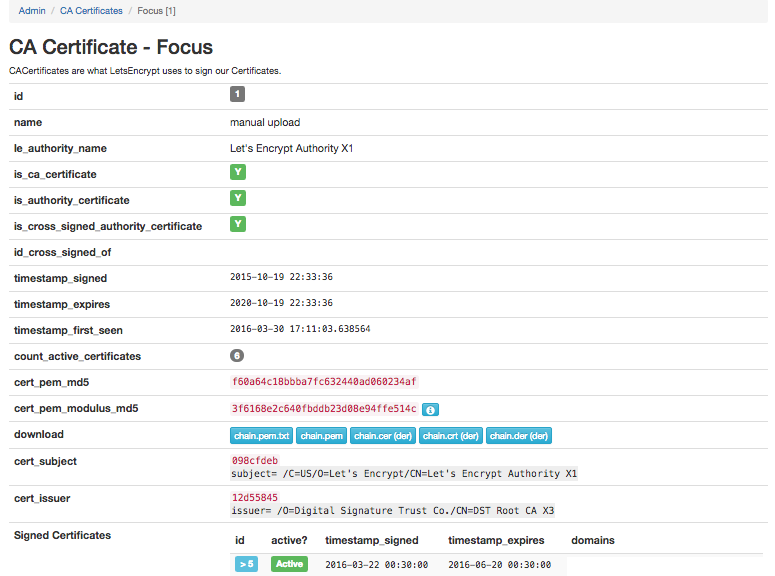 Admin / CA Certificates / Focus [1]
CA Certificate - Focus
CACertificates are what LetsEncrypt uses to sign our Certificates.
id 1
name manual upload
le_authority_name Let's Encrypt Authority X1
is_ca_certificate Y
is_authority_certificate Y
is_cross_signed_authority_certificate Y
id_cross_signed_of
timestamp_signed 2015-10-19 22:33:36
timestamp_expires 2020-10-19 22:33:36
timestamp_first_seen 2016-03-30 17:11:03.638564
count_active_certificates 6
cert_pem_md5 f60a64c18bbba7fc632440ad060234af
cert_pem_modulus_md5 3f6168e2c640fbddb23d08e94ffe514c
download chain.pem.txt chain.pem chain.cer (der) chain.crt (der) chain.der (der)
cert_subject 098cfdeb
subject= /C=US/O=Let's Encrypt/CN=Let's Encrypt Authority X1
cert_issuer 12d55845
issuer= /O=Digital Signature Trust Co./CN=DST Root CA X3
Signed Certificates id active? timestamp_signed timestamp_expires domains
> 5 Active 2016-03-22 00:30:00 2016-06-20 00:30:00